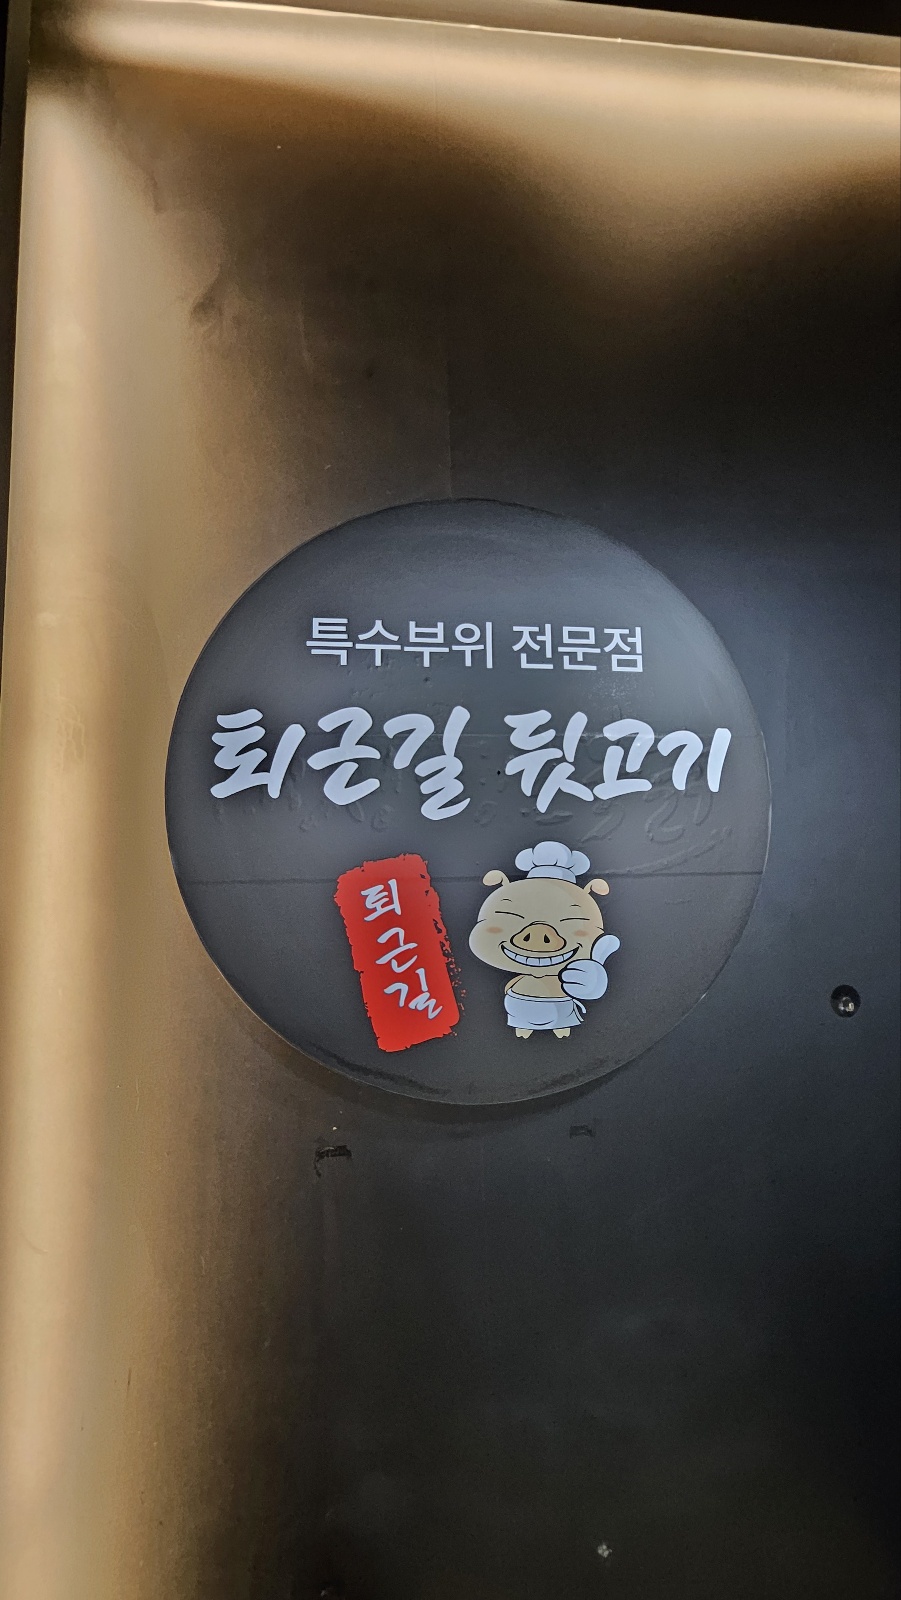 특수부위 전문점
퇴근길 뒷고기
퇴
근
길